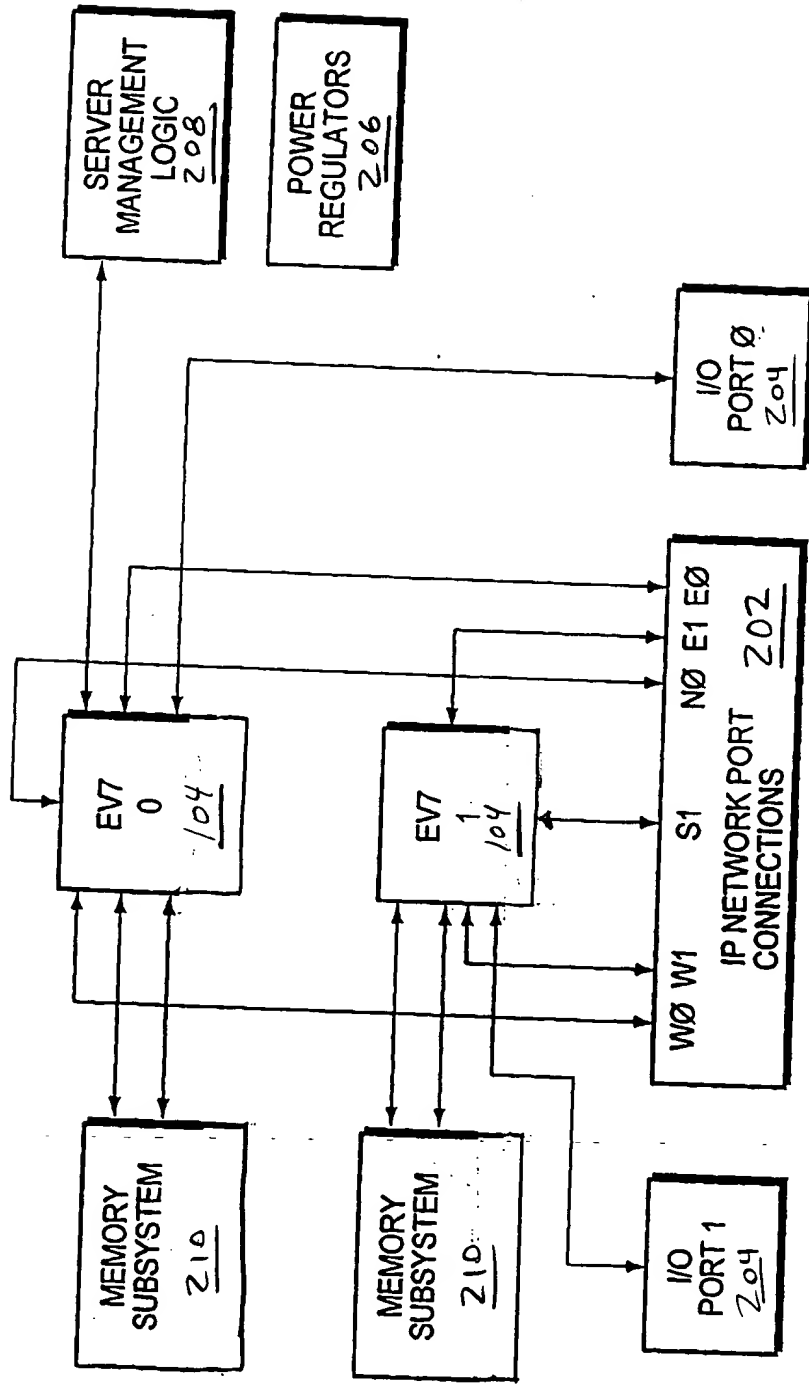 MEMORY
SUBSYSTEM
210
EV7
0
104
SERVER
MANAGEMENT
LOGIC
208
POWER
REGULATORS
206
MEMORY
SUBSYSTEM
210
EV7
1
104
I/O
PORT 1
204
WØ W1 S1 NØ E1 EØ
IP NETWORK PORT
CONNECTIONS
202
I/O
PORT Ø
204